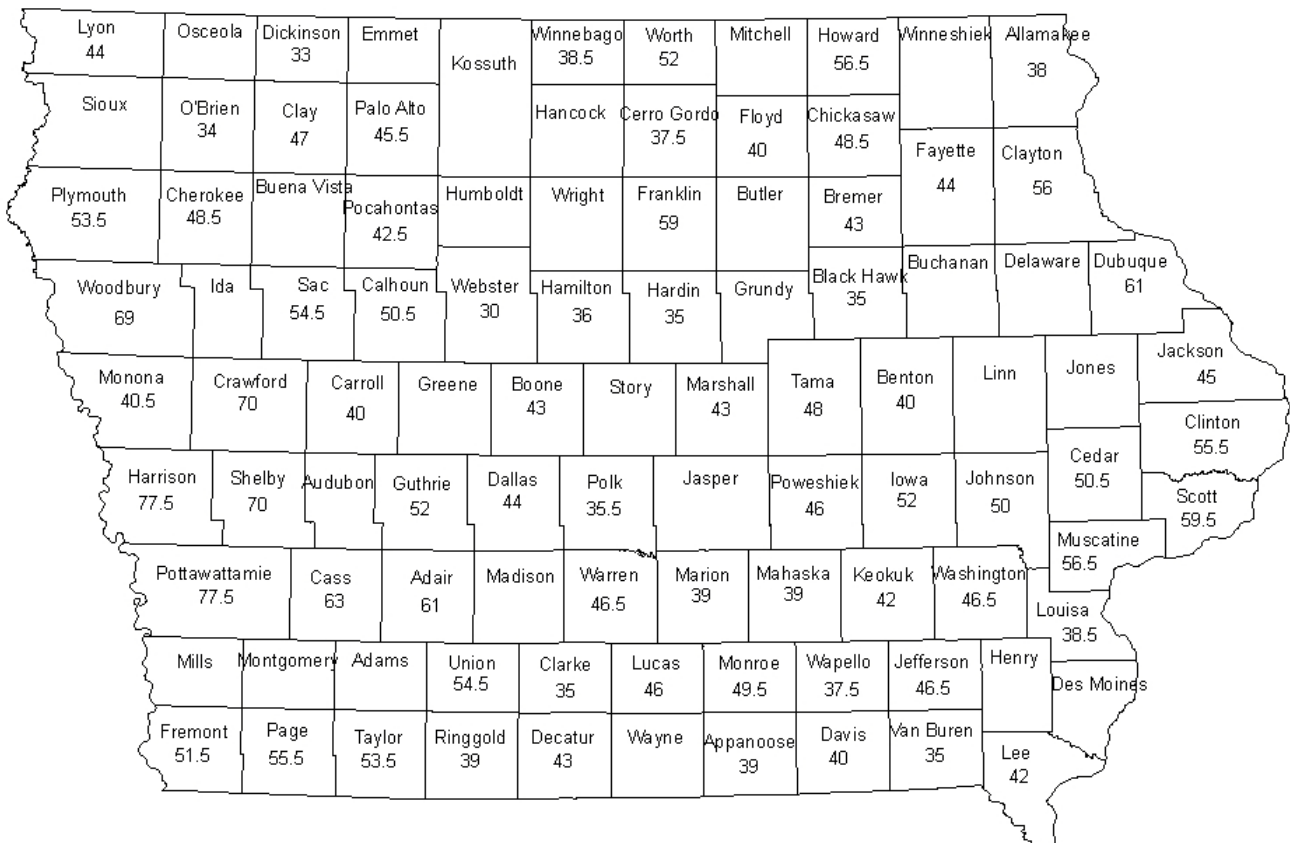 Lyon
44
Osceola
Dickinson
33
Emmet
Kossuth
Winnebago
38.5
Worth
52
Mitchell
Howard
56.5
Winneshiek
Allamakee
38
Sioux
O'Brien
34
Clay
47
Palo Alto
45.5
Hancock
Cerro Gordo
37.5
Floyd
40
Chickasaw
48.5
Fayette
44
Clayton
56
Plymouth
53.5
Cherokee
48.5
Buena Vista
Pocahontas
42.5
Humboldt
Wright
Franklin
59
Butler
Bremer
43
Woodbury
69
Ida
Sac
54.5
Calhoun
50.5
Webster
30
Hamilton
36
Hardin
35
Grundy
Black Hawk
35
Buchanan
Delaware
Dubuque
61
Monona
40.5
Crawford
70
Carroll
40
Greene
Boone
43
Story
Marshall
43
Tama
48
Benton
40
Linn
Jones
Jackson
45
Clinton
55.5
Harrison
77.5
Shelby
70
Audubon
Guthrie
52
Dallas
44
Polk
35.5
Jasper
Poweshiek
46
Iowa
52
Johnson
50
Cedar
50.5
Scott
59.5
Muscatine
56.5
Pottawattamie
77.5
Cass
63
Adair
61
Madison
Warren
46.5
Marion
39
Mahaska
39
Keokuk
42
Washington
46.5
Louisa
38.5
Mills
Montgomery
Adams
Union
54.5
Clarke
35
Lucas
46
Monroe
49.5
Wapello
37.5
Jefferson
46.5
Henry
Des Moines
Fremont
51.5
Page
55.5
Taylor
53.5
Ringgold
39
Decatur
43
Wayne
Appanoose
39
Davis
40
Van Buren
35
Lee
42